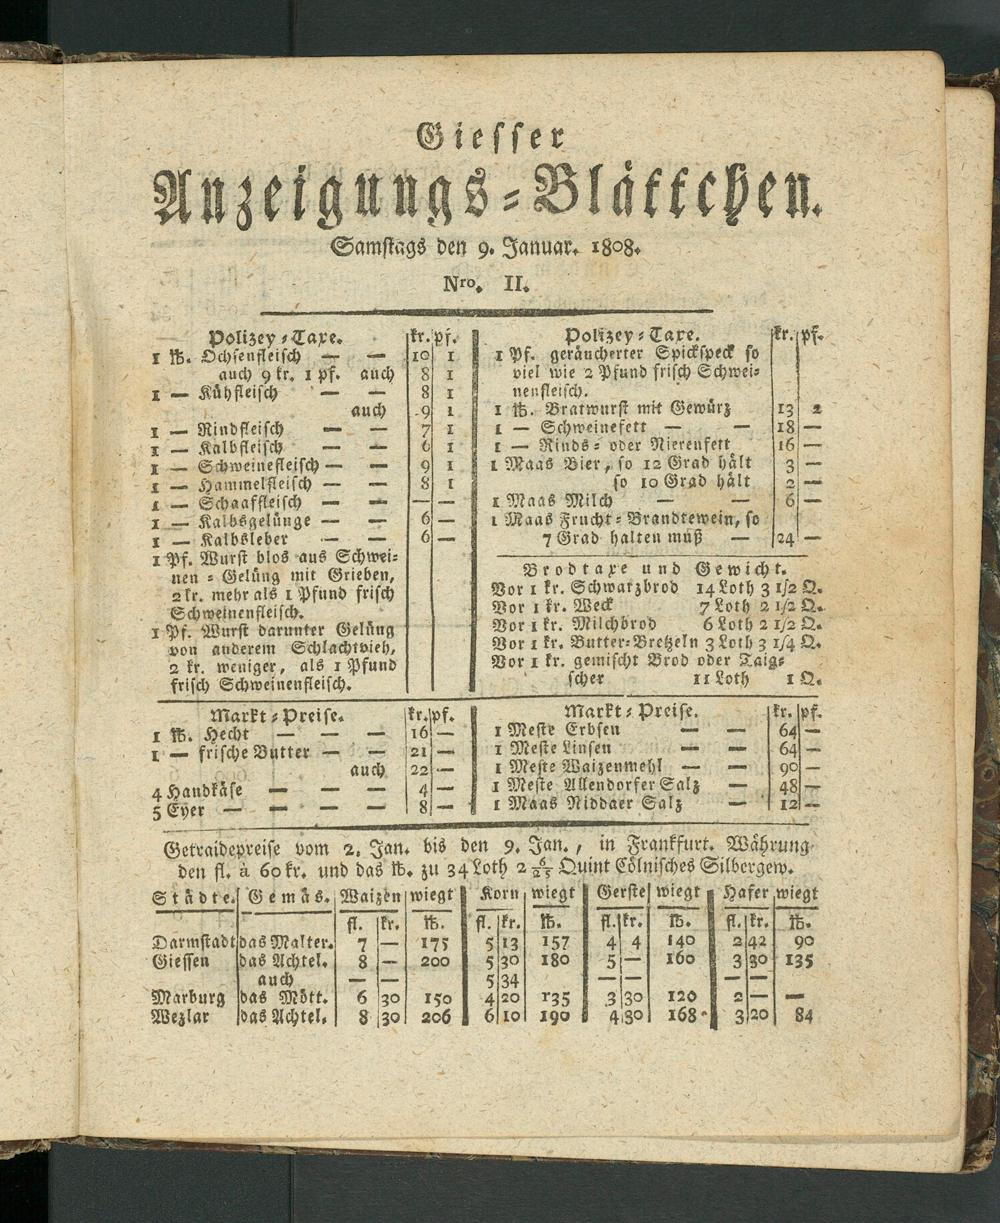 Giesser
Anzeigungs-Blättchen.
Samstags den 9. Januar. 1808.
Nro. II.
Polizey-Taxe. kr. pf.
1 ℔. Ochsenfleisch — — 10 1
auch 9 kr. 1 pf. auch 8 1
1 — Kühfleisch — — 8 1
auch 9 1
1 — Rindfleisch — — 7 1
1 — Kalbfleisch — — 6 1
1 — Schweinefleisch — — 9 1
1 — Hammelfleisch — — 8 1
1 — Schaaffleisch — — — —
1 — Kalbsgelünge — — 6 —
1 — Kalbsleber — — 6 —
1 Pf. Wurst blos aus Schwei-
nen-Gelüng mit Grieben,
2 kr. mehr als 1 Pfund frisch
Schweinenfleisch.
1 Pf. Wurst darunter Gelüng
von anderem Schlachtvieh,
2 kr. weniger, als 1 Pfund
frisch Schweinenfleisch.
Polizey-Taxe. kr. pf.
1 Pf. geräucherter Spickspeck so
viel wie 2 Pfund frisch Schwei-
nenfleisch.
1 ℔. Bratwurst mit Gewürz 13 2
1 — Schweinefett — — 18 —
1 — Rinds- oder Nierenfett 16 —
1 Maas Bier, so 12 Grad hält 3 —
so 10 Grad hält 2 —
1 Maas Milch — — 6 —
1 Maas Frucht-Brandtewein, so
7 Grad halten müß — 24 —
Brodtaxe und Gewicht.
Vor 1 kr. Schwarzbrod 14 Loth 3 1/2 Q.
Vor 1 kr. Weck 7 Loth 2 1/2 Q.
Vor 1 kr. Milchbrod 6 Loth 2 1/2 Q.
Vor 1 kr. Butter-Bretzeln 3 Loth 3 1/4 Q.
Vor 1 kr. gemischt Brod oder Taig-
scher 11 Loth 1 Q.
Markt-Preise. kr. pf.
1 ℔. Hecht — — — 16 —
1 — frische Butter — — 21 —
auch 22 —
4 Handkäse — — — 4 —
5 Eyer — — — — 8 —
Markt-Preise. kr. pf.
1 Meste Erbsen — — 64 —
1 Meste Linsen — — 64 —
1 Meste Waizenmehl — — 90 —
1 Meste Allendorfer Salz — 48 —
1 Maas Niddaer Salz — 12 —
Getraidepreise vom 2. Jan. bis den 9. Jan., in Frankfurt. Währung
den fl. à 60 kr. und das ℔. zu 34 Loth 2 6/25 Quint Cölnisches Silbergew.
Städte. Gemäs. Waizen wiegt Korn wiegt Gerste wiegt Hafer wiegt
fl. kr. ℔. fl. kr. ℔. fl. kr. ℔. fl. kr. ℔.
Darmstadt das Malter. 7 — 175 5 13 157 4 4 140 2 42 90
Giessen das Achtel. 8 — 200 5 30 180 5 — 160 3 30 135
auch — — 5 34 — — — —
Marburg das Mött. 6 30 150 4 20 135 3 30 120 2 — —
Wezlar das Achtel. 8 30 206 6 10 190 4 30 168 3 20 84